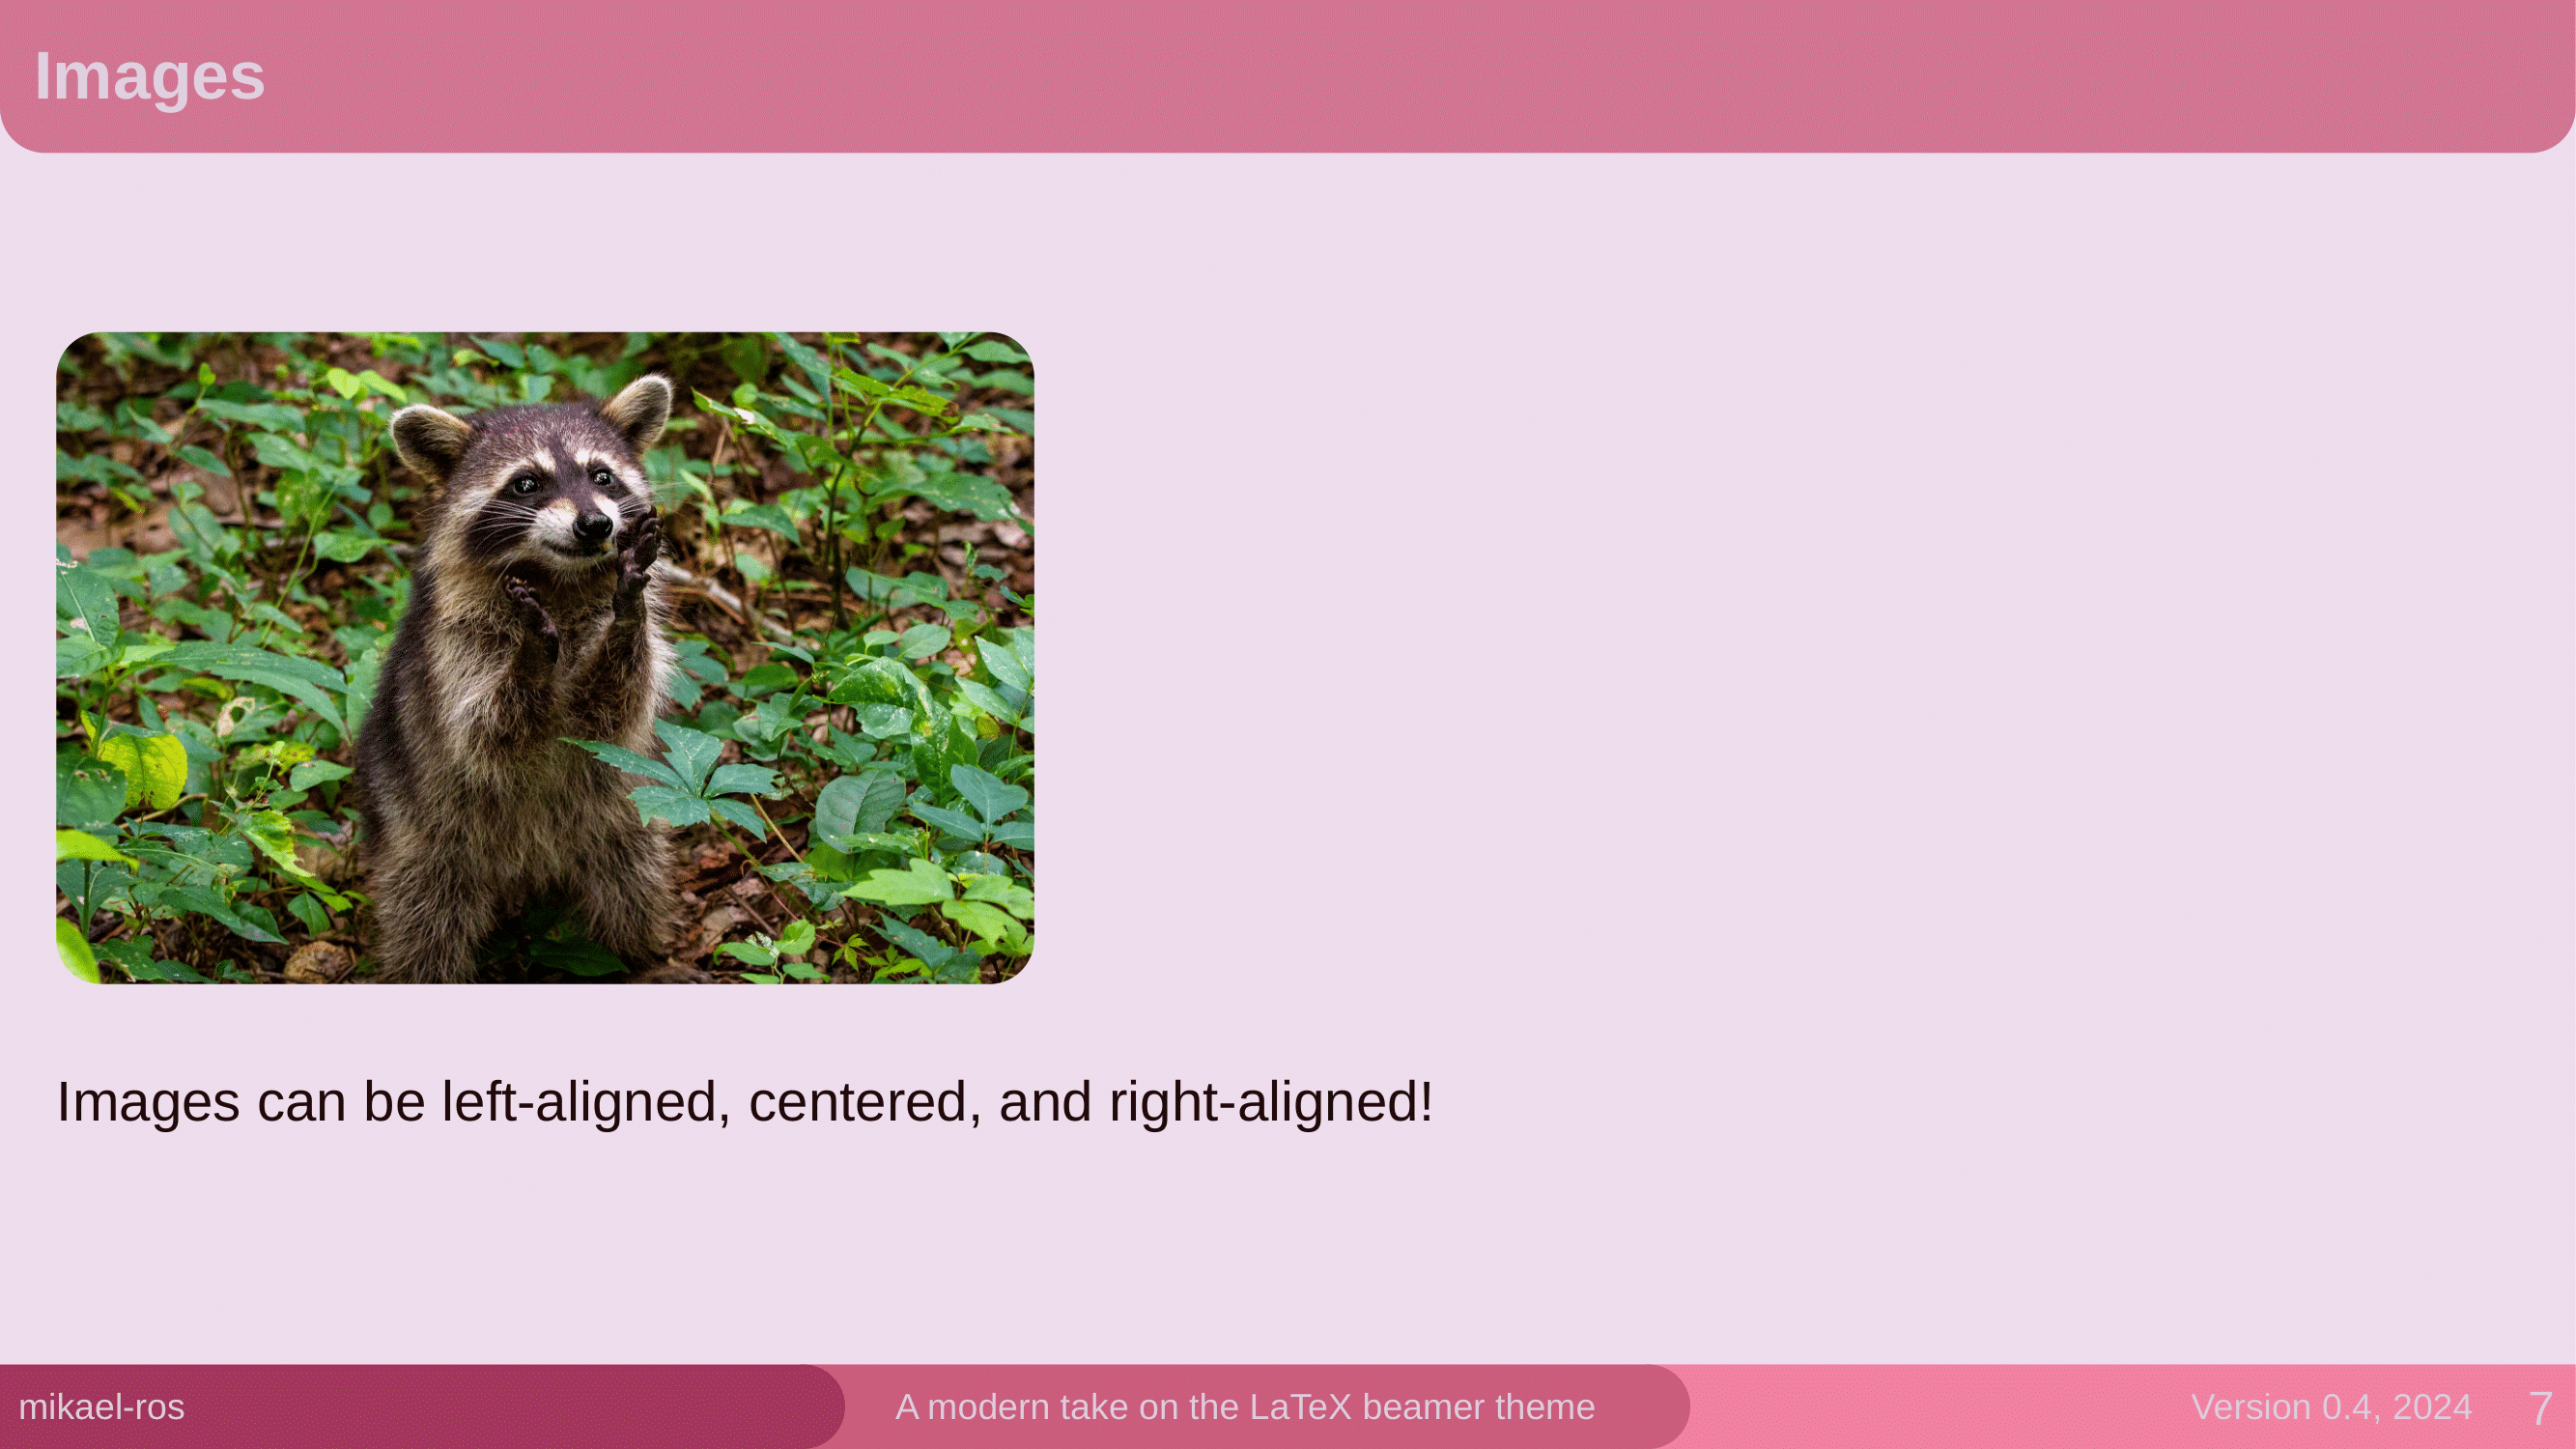 Images
Images can be left-aligned, centered, and right-aligned!
mikael-ros
A modern take on the LaTeX beamer theme
Version 0.4, 2024
7